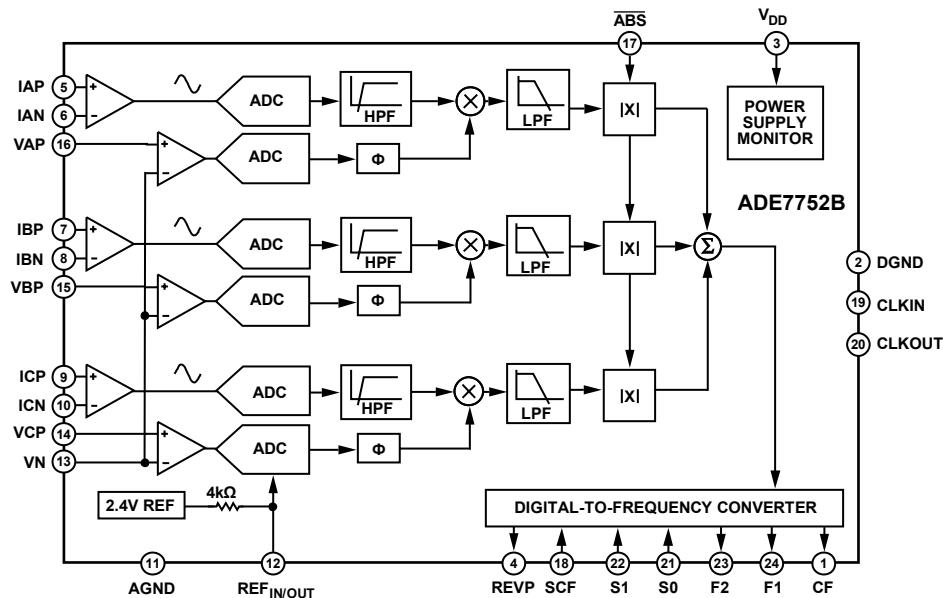 ABS
VDD
17
3
IAP 5 +
IAN 6 −
ADC
HPF
LPF
|X|
POWER
SUPPLY
MONITOR
VAP 16 +
−
ADC
Φ
ADE7752B
IBP 7 +
IBN 8 −
ADC
HPF
LPF
|X|
Σ
2 DGND
VBP 15 +
−
ADC
Φ
19 CLKIN
20 CLKOUT
ICP 9 +
ICN 10 −
ADC
HPF
LPF
|X|
VCP 14 +
VN 13 −
ADC
Φ
2.4V REF
4kΩ
DIGITAL-TO-FREQUENCY CONVERTER
11
12
4
18
22
21
23
24
1
AGND
REFIN/OUT
REVP
SCF
S1
S0
F2
F1
CF